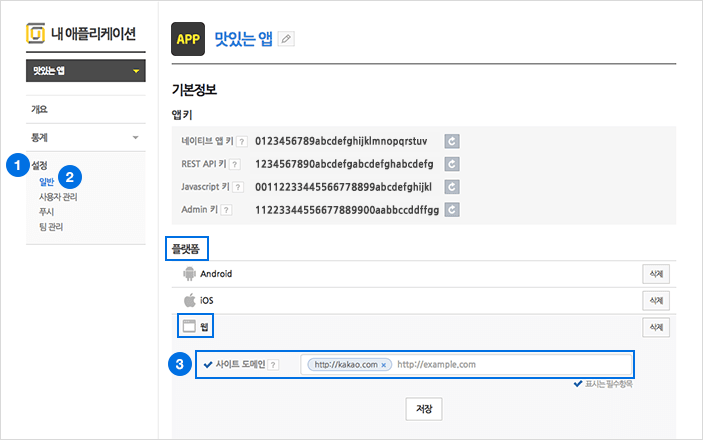 내 애플리케이션
맛있는 앱
개요
통계
1 설정
일반 2
사용자 관리
푸시
팀 관리
APP 맛있는 앱
기본정보
앱 키
네이티브 앱 키 ? 0123456789abcdefghijklmnopqrstuv
REST API 키 ? 1234567890abcdefgabcdefghabcdefg
Javascript 키 ? 00112233445566778899abcdefghijkl
Admin 키 ? 11223344556677889900aabbccddffgg
플랫폼
Android 삭제
iOS 삭제
웹 삭제
3 사이트 도메인 ? http://kakao.com × http://example.com
표시는 필수항목
저장